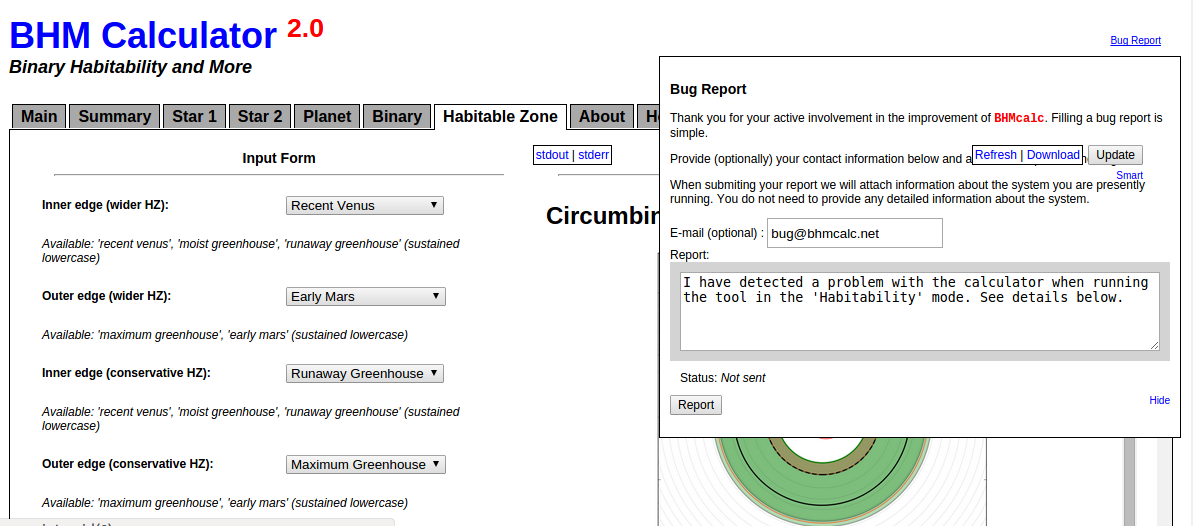 BHM Calculator 2.0
Binary Habitability and More
Bug Report
Main
Summary
Star 1
Star 2
Planet
Binary
Habitable Zone
About
Input Form
stdout | stderr
Inner edge (wider HZ):
Recent Venus
Available: 'recent venus', 'moist greenhouse', 'runaway greenhouse' (sustained
lowercase)
Outer edge (wider HZ):
Early Mars
Available: 'maximum greenhouse', 'early mars' (sustained lowercase)
Inner edge (conservative HZ):
Runaway Greenhouse
Available: 'recent venus', 'moist greenhouse', 'runaway greenhouse' (sustained
lowercase)
Outer edge (conservative HZ):
Maximum Greenhouse
Available: 'maximum greenhouse', 'early mars' (sustained lowercase)
Circumbin
Bug Report
Thank you for your active involvement in the improvement of BHMcalc. Filling a bug report is
simple.
Provide (optionally) your contact information below and a
Refresh | Download
Update
Smart
When submiting your report we will attach information about the system you are presently
running. You do not need to provide any detailed information about the system.
E-mail (optional) : bug@bhmcalc.net
Report:
I have detected a problem with the calculator when running
the tool in the 'Habitability' mode. See details below.
Status: Not sent
Report
Hide